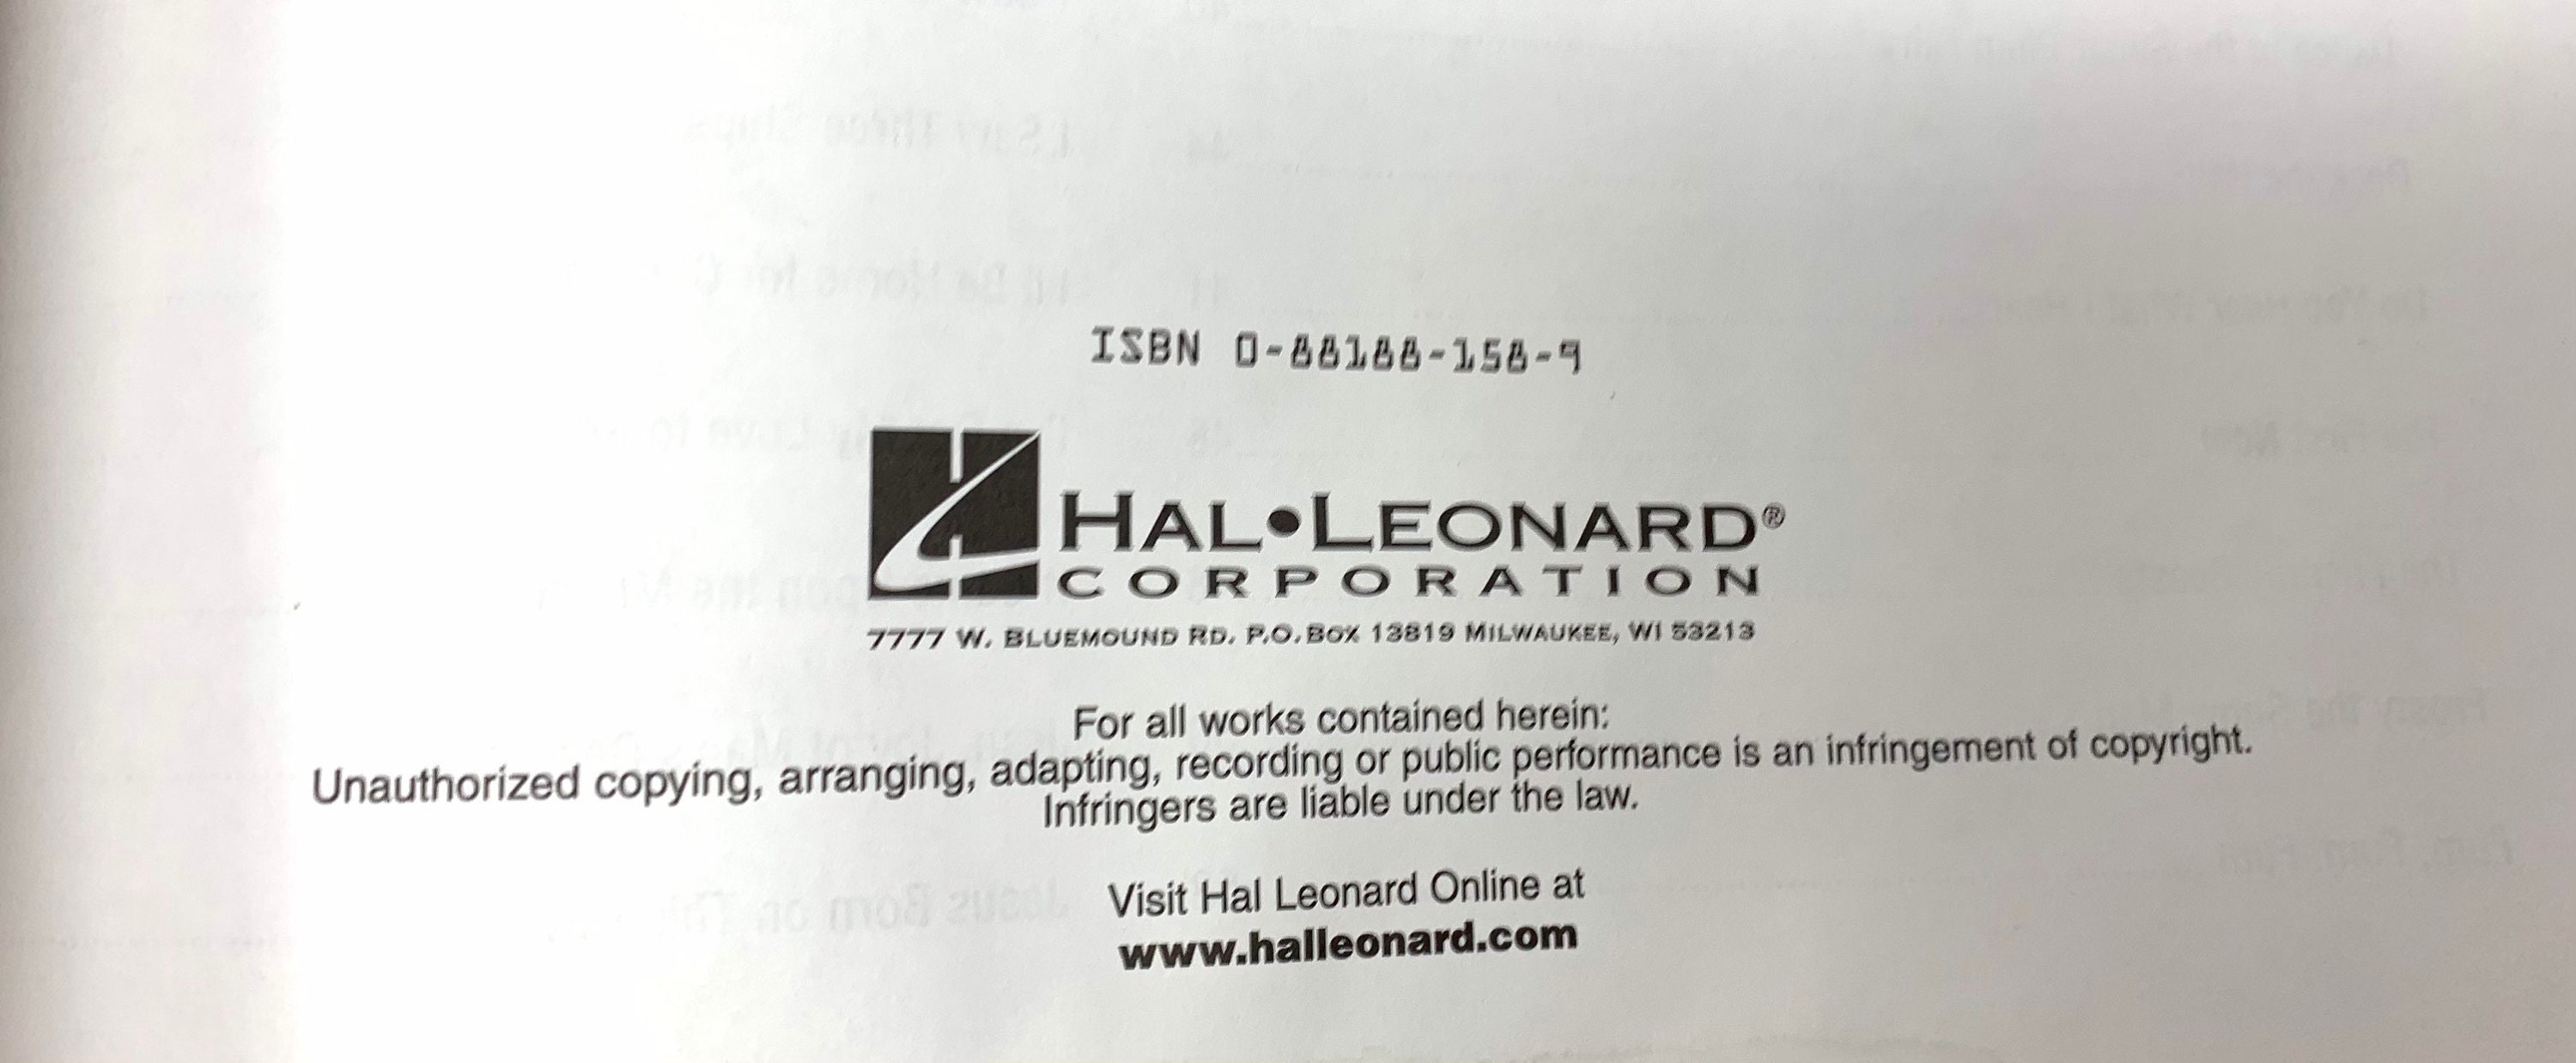 ISBN 0-88188-158-9
HAL•LEONARD®
CORPORATION
7777 W. BLUEMOUND RD. P.O. BOX 13819 MILWAUKEE, WI 53213
For all works contained herein:
Unauthorized copying, arranging, adapting, recording or public performance is an infringement of copyright.
Infringers are liable under the law.
Visit Hal Leonard Online at
www.halleonard.com